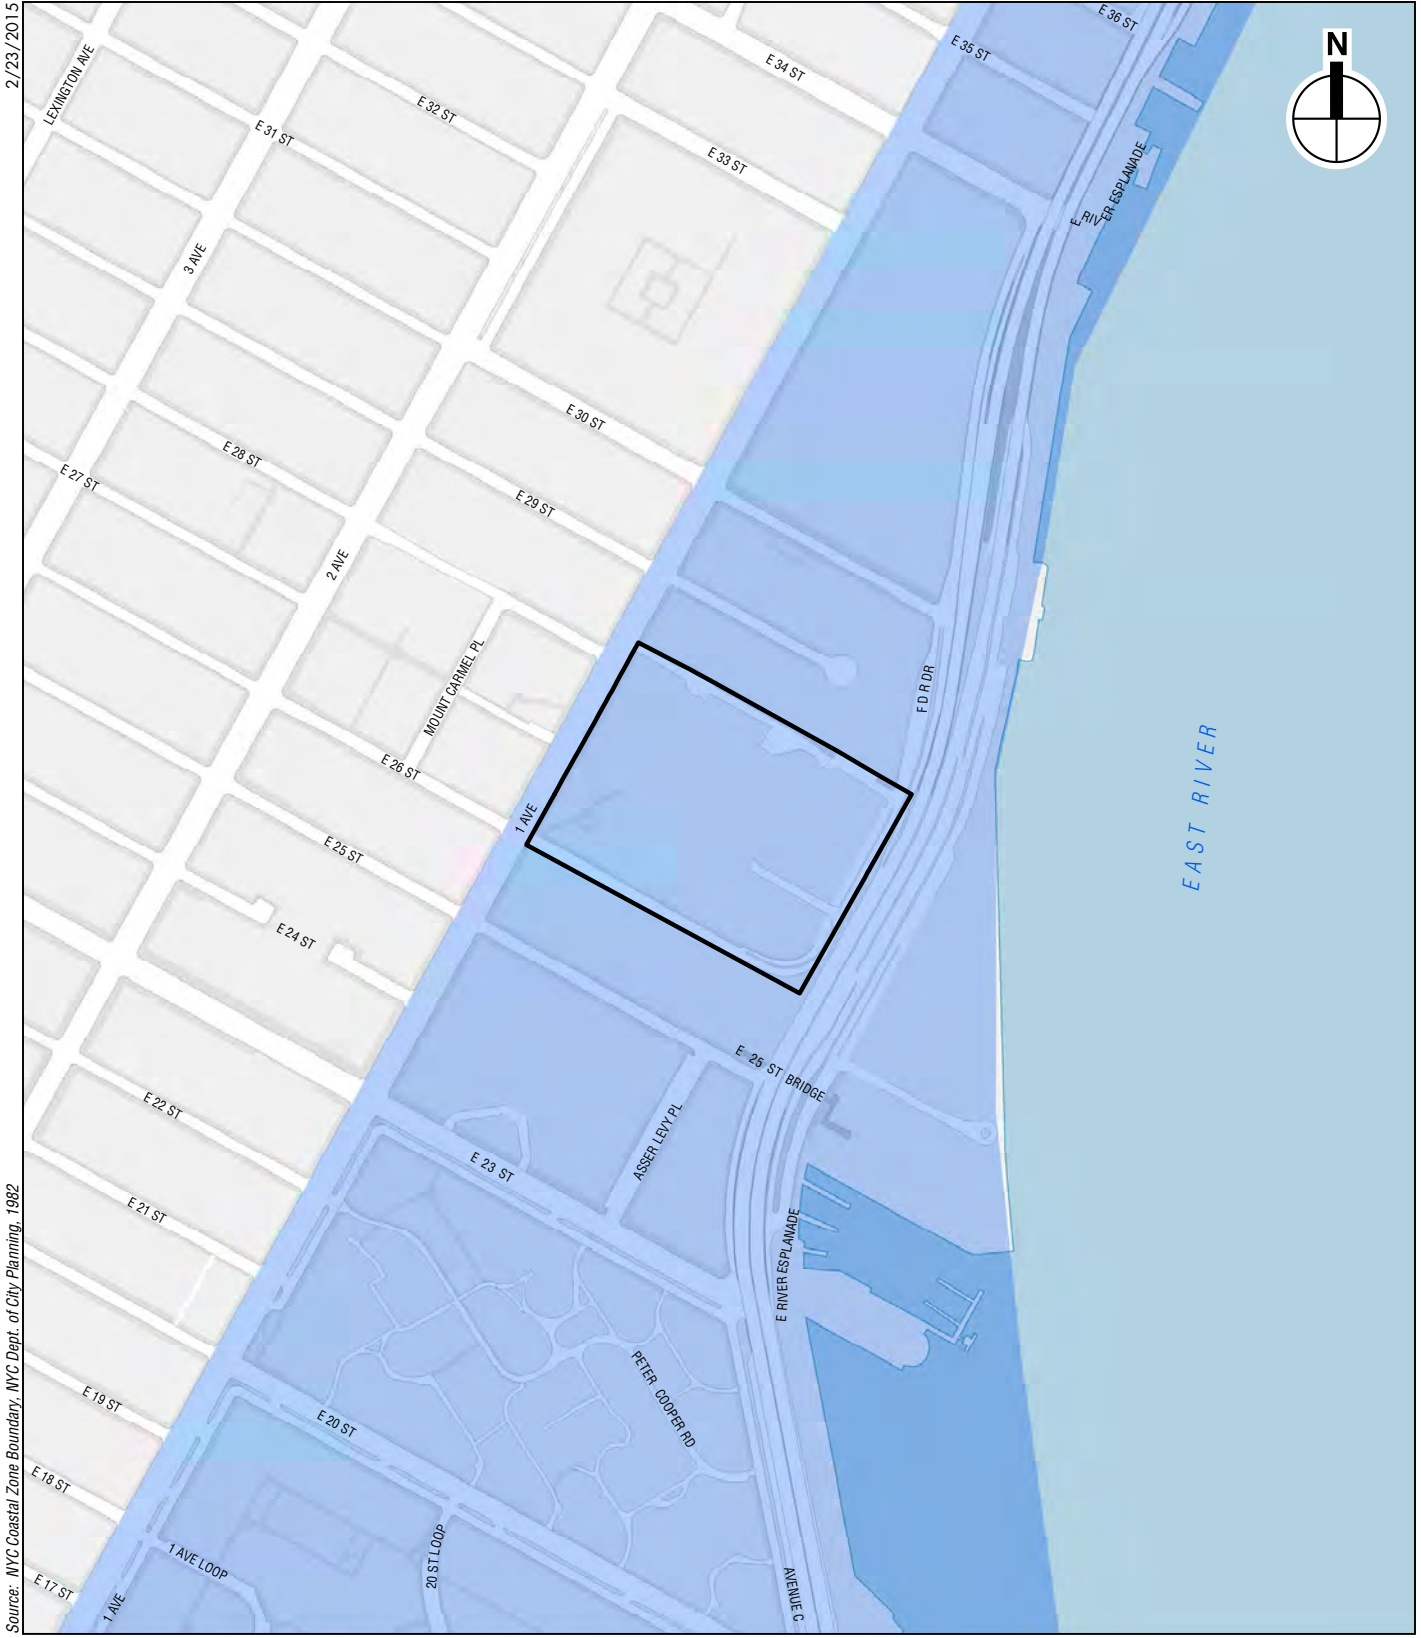 2/23/2015
N
E 36 ST
E 35 ST
E 34 ST
LEXINGTON AVE
E 32 ST
E 31 ST
E 33 ST
E RIVER ESPLANADE
3 AVE
E 30 ST
E 28 ST
E 27 ST
E 29 ST
2 AVE
MOUNT CARMEL PL
F D R DR
E 26 ST
EAST RIVER
1 AVE
E 25 ST
E 24 ST
E 25 ST BRIDGE
E 22 ST
ASSER LEVY PL
E 23 ST
E 21 ST
E RIVER ESPLANADE
PETER COOPER RD
E 19 ST
E 20 ST
E 18 ST
20 ST LOOP
1 AVE LOOP
E 17 ST
1 AVE
AVENUE C
Source: NYC Coastal Zone Boundary, NYC Dept. of City Planning, 1982